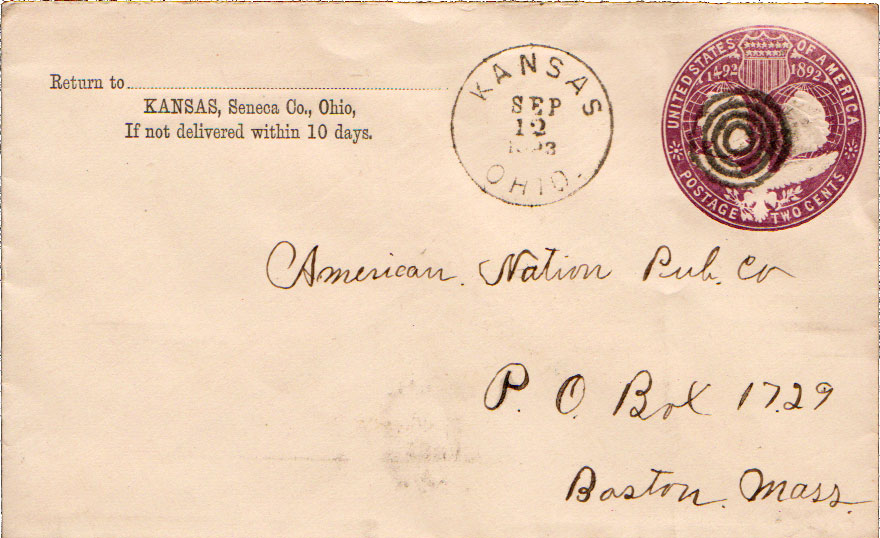 Return to
KANSAS, Seneca Co., Ohio,
If not delivered within 10 days.
KANSAS
SEP
12
OHIO.
UNITED STATES OF AMERICA
1492 1892
POSTAGE TWO CENTS
American Nation Pub. Co
P. O. Box 1729
Boston. Mass.